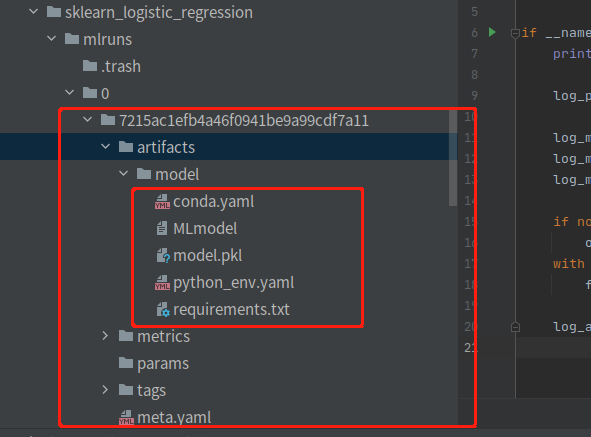 sklearn_logistic_regression
mlruns
.trash
0
7215ac1efb4a46f0941be9a99cdf7a11
artifacts
model
conda.yaml
MLmodel
model.pkl
python_env.yaml
requirements.txt
metrics
params
tags
meta.yaml
5
6 if __name
7 print
8
9 log_p
10
11 log_m
12 log_m
13 log_m
14
15 if no
16 o
17 with
18 f
19
20 log_a
21